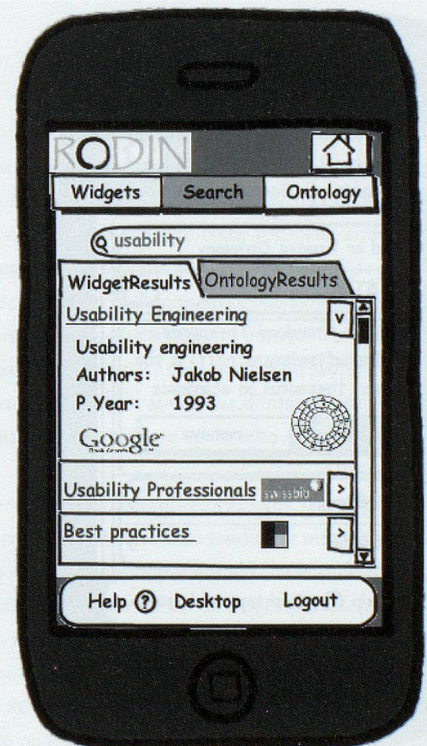 RODIN
Widgets Search Ontology
usability
WidgetResults OntologyResults
Usability Engineering v
Usability engineering
Authors: Jakob Nielsen
P.Year: 1993
Google
Usability Professionals swissbib >
Best practices >
Help ? Desktop Logout